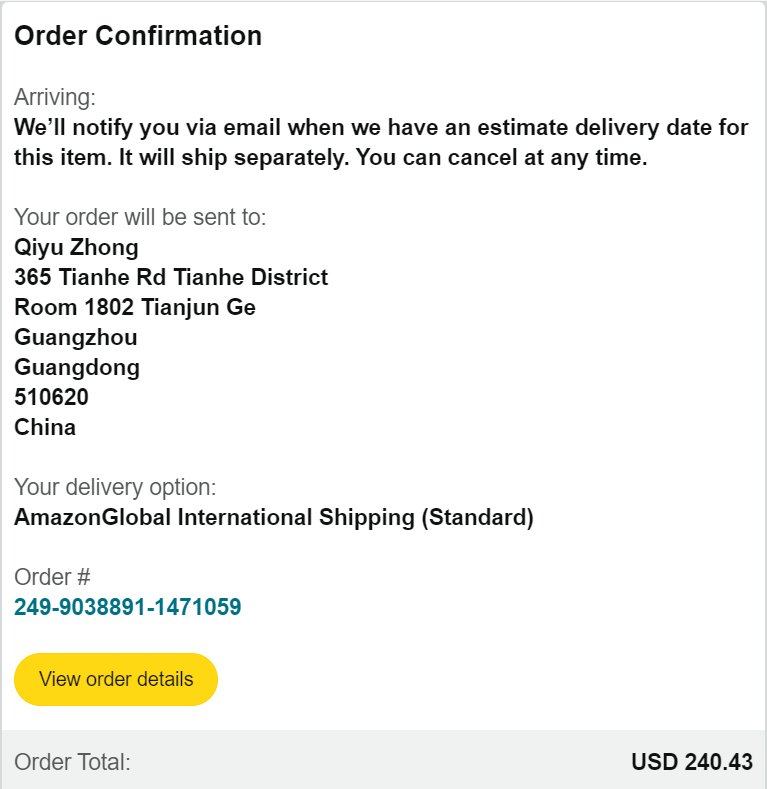 Order Confirmation
Arriving:
We’ll notify you via email when we have an estimate delivery date for
this item. It will ship separately. You can cancel at any time.
Your order will be sent to:
Qiyu Zhong
365 Tianhe Rd Tianhe District
Room 1802 Tianjun Ge
Guangzhou
Guangdong
510620
China
Your delivery option:
AmazonGlobal International Shipping (Standard)
Order #
249-9038891-1471059
View order details
Order Total: USD 240.43